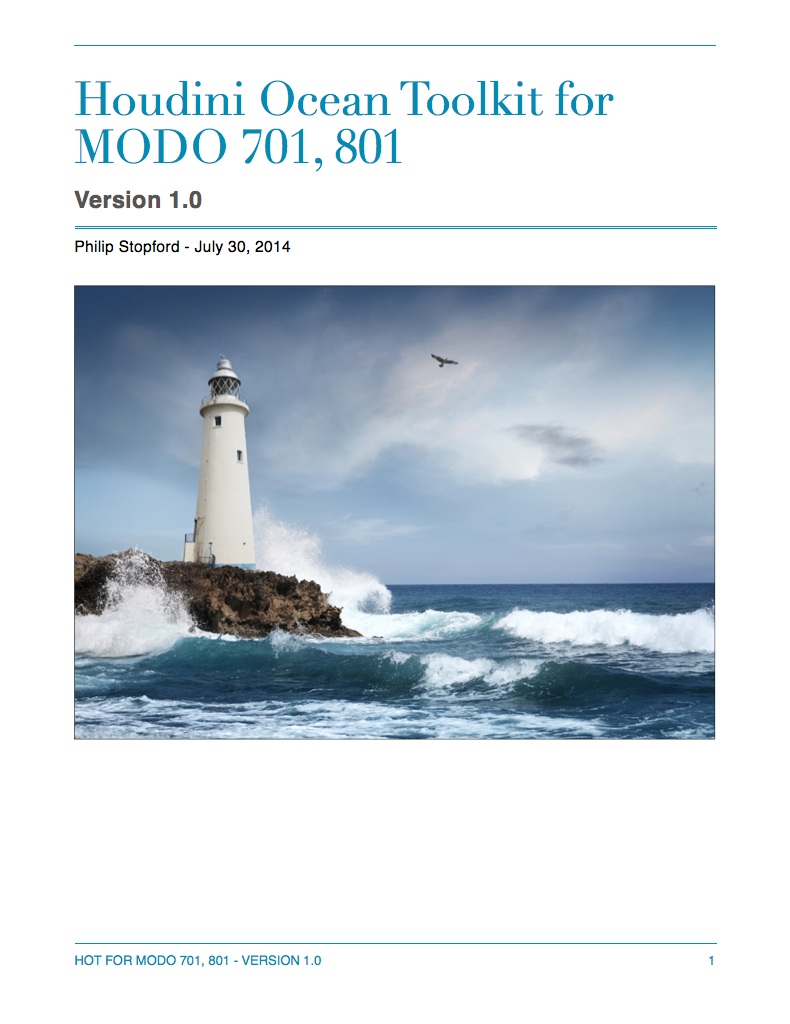 Houdini Ocean Toolkit for
MODO 701, 801
Version 1.0
Philip Stopford - July 30, 2014
HOT FOR MODO 701, 801 - VERSION 1.0
1